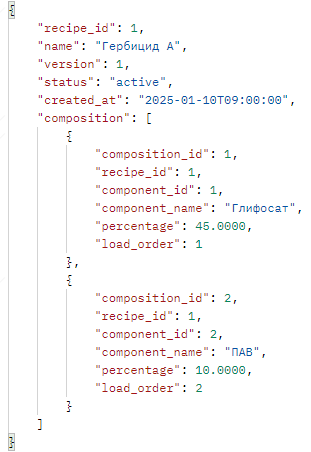 {
"recipe_id": 1,
"name": "Гербицид А",
"version": 1,
"status": "active",
"created_at": "2025-01-10T09:00:00",
"composition": [
{
"composition_id": 1,
"recipe_id": 1,
"component_id": 1,
"component_name": "Глифосат",
"percentage": 45.0000,
"load_order": 1
},
{
"composition_id": 2,
"recipe_id": 1,
"component_id": 2,
"component_name": "ПАВ",
"percentage": 10.0000,
"load_order": 2
}
]
}